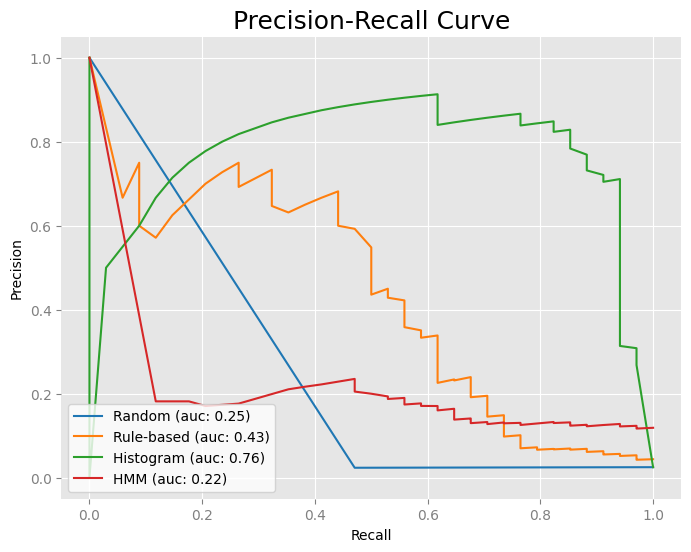 Precision-Recall Curve
Precision
1.0
0.8
0.6
0.4
0.2
0.0
Random (auc: 0.25)
Rule-based (auc: 0.43)
Histogram (auc: 0.76)
HMM (auc: 0.22)
0.0 0.2 0.4 0.6 0.8 1.0
Recall